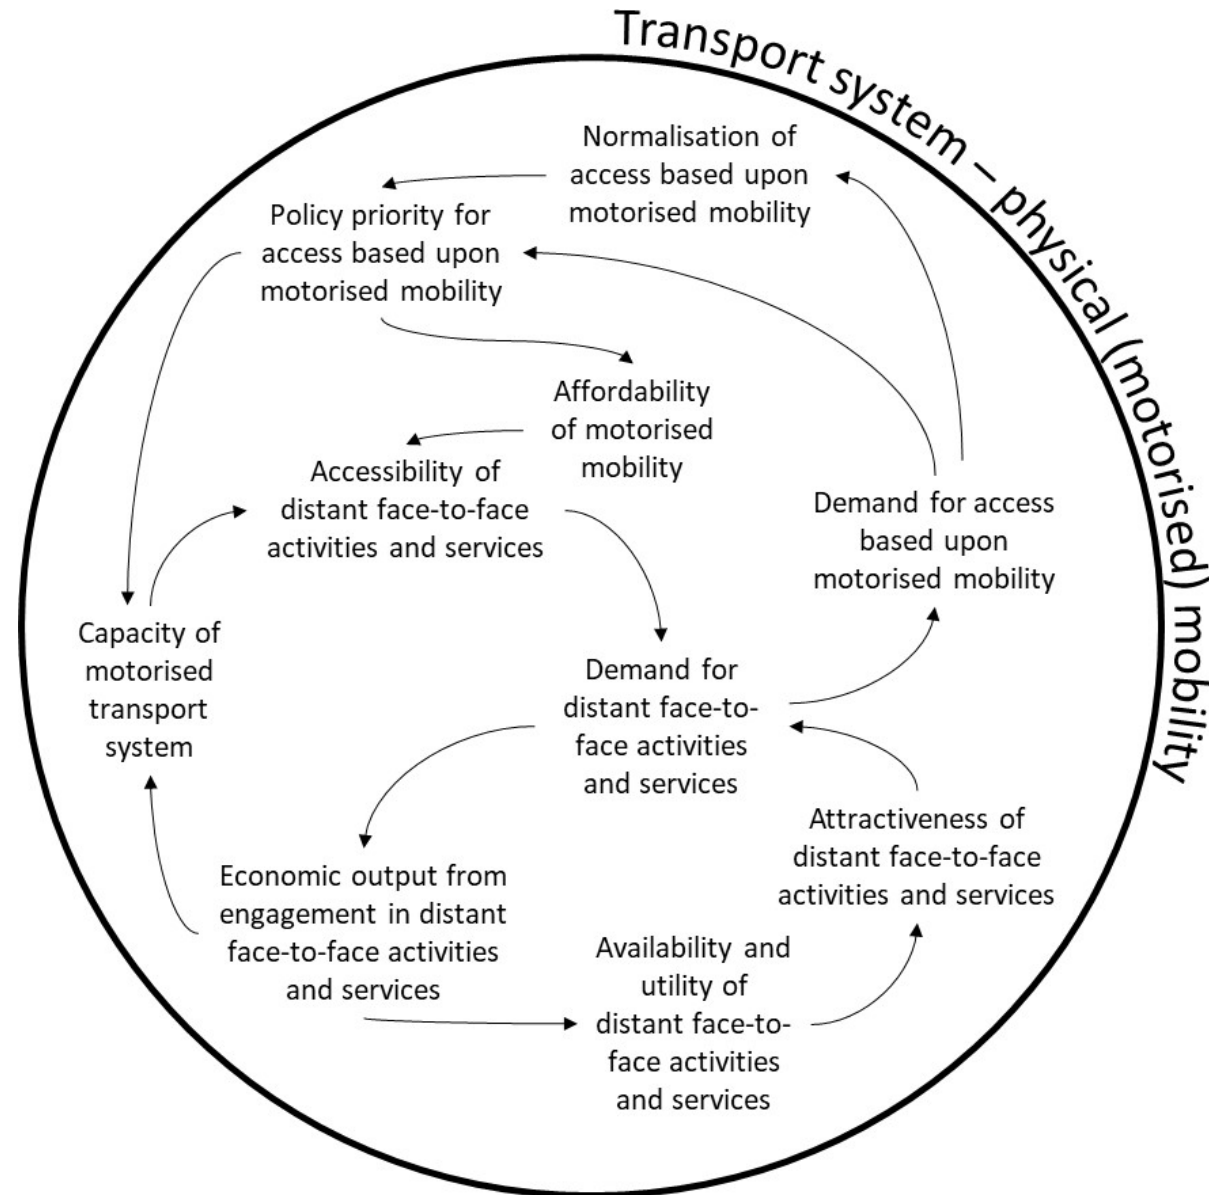 Transport system – physical (motorised) mobility
Normalisation of
access based upon
motorised mobility
Policy priority for
access based upon
motorised mobility
Affordability
of motorised
mobility
Accessibility of
distant face-to-face
activities and services
Demand for access
based upon
motorised mobility
Capacity of
motorised
transport
system
Demand for
distant face-to-
face activities
and services
Attractiveness of
distant face-to-face
activities and services
Economic output from
engagement in distant
face-to-face activities
and services
Availability and
utility of
distant face-to-
face activities
and services